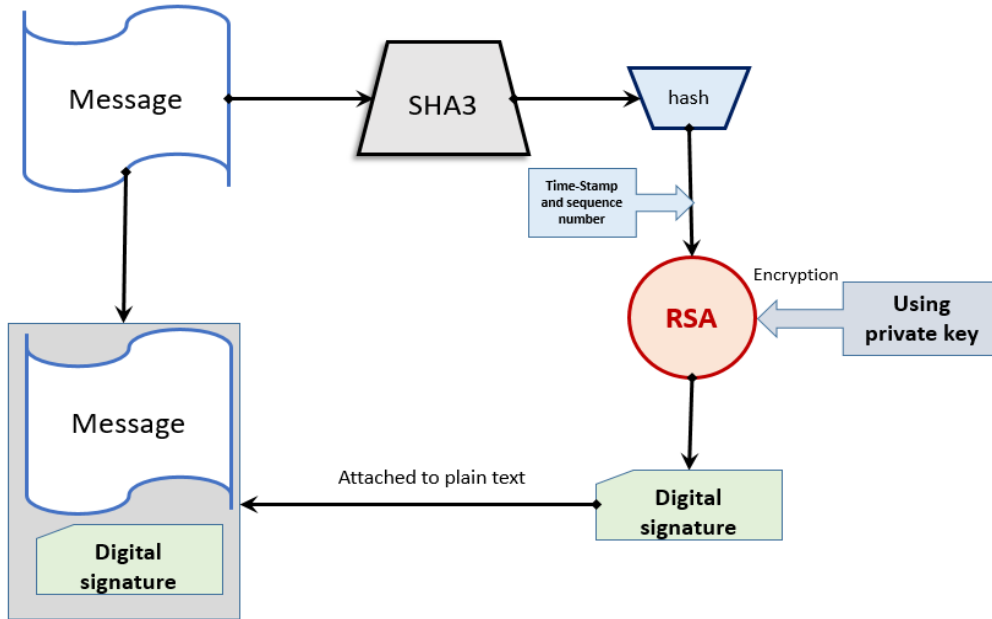 Message
SHA3
hash
Time-Stamp
and sequence
number
Encryption
RSA
Using
private key
Message
Attached to plain text
Digital
signature
Digital
signature